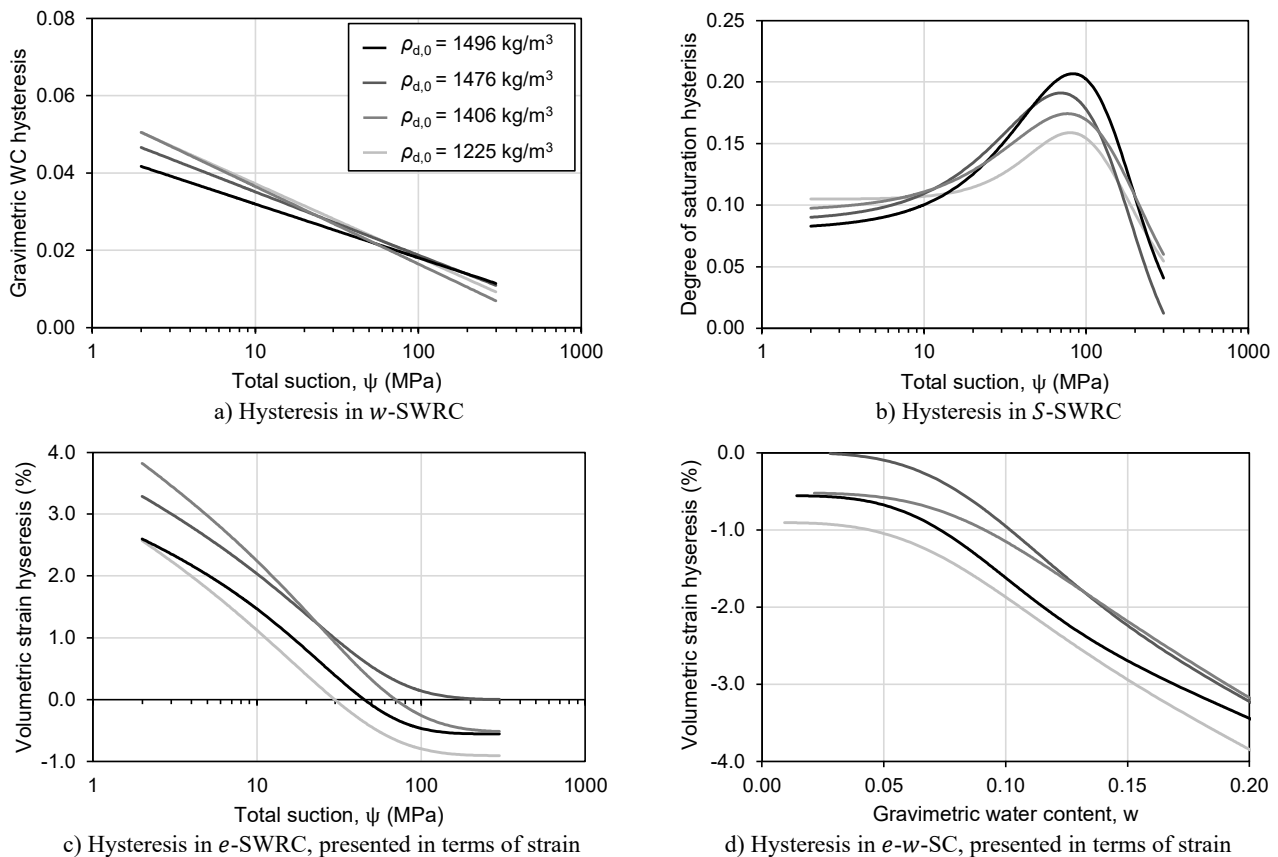 0.08
0.06
0.04
0.02
0.00
Gravimetric WC hysteresis
ρd,0 = 1496 kg/m³
ρd,0 = 1476 kg/m³
ρd,0 = 1406 kg/m³
ρd,0 = 1225 kg/m³
1 10 100 1000
Total suction, ψ (MPa)
a) Hysteresis in w-SWRC
0.25
0.20
0.15
0.10
0.05
0.00
Degree of saturation hysterisis
1 10 100 1000
Total suction, ψ (MPa)
b) Hysteresis in S-SWRC
4.0
3.0
2.0
1.0
0.0
-1.0
Volumetric strain hyseresis (%)
1 10 100 1000
Total suction, ψ (MPa)
c) Hysteresis in e-SWRC, presented in terms of strain
0.0
-1.0
-2.0
-3.0
-4.0
Volumetric strain hyseresis (%)
0.00 0.05 0.10 0.15 0.20
Gravimetric water content, w
d) Hysteresis in e-w-SC, presented in terms of strain